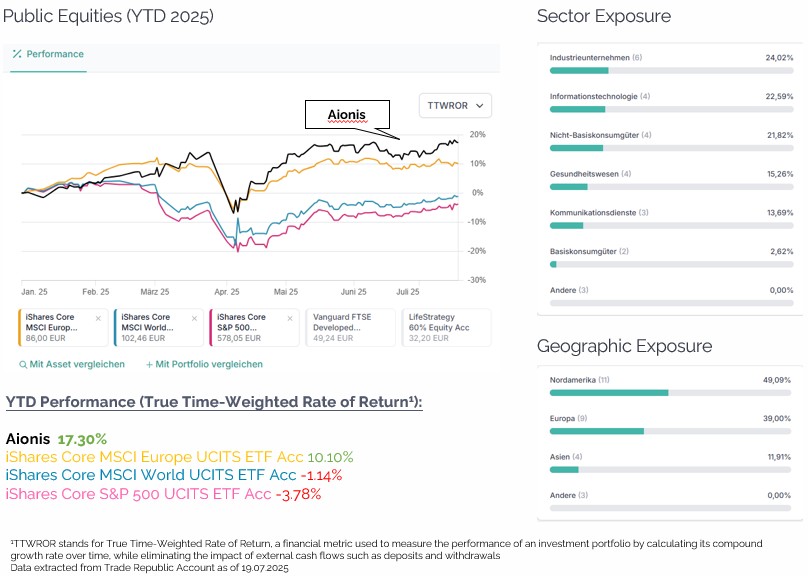 Public Equities (YTD 2025)
Performance
TTWROR
Aionis
20%
10%
0%
-10%
-20%
-30%
Jan. 25 Feb. 25 März 25 Apr. 25 Mai 25 Juni 25 Juli 25
iShares Core MSCI Europ... 86,00 EUR
iShares Core MSCI World... 102,46 EUR
iShares Core S&P 500... 578,05 EUR
Vanguard FTSE Developed... 49,24 EUR
LifeStrategy 60% Equity Acc 32,20 EUR
Mit Asset vergleichen + Mit Portfolio vergleichen
YTD Performance (True Time-Weighted Rate of Return¹):
Aionis 17.30%
iShares Core MSCI Europe UCITS ETF Acc 10.10%
iShares Core MSCI World UCITS ETF Acc -1.14%
iShares Core S&P 500 UCITS ETF Acc -3.78%
Sector Exposure
Industrieunternehmen (6) 24,02%
Informationstechnologie (4) 22,59%
Nicht-Basiskonsumgüter (4) 21,82%
Gesundheitswesen (4) 15,26%
Kommunikationsdienste (3) 13,69%
Basiskonsumgüter (2) 2,62%
Andere (3) 0,00%
Geographic Exposure
Nordamerika (11) 49,09%
Europa (9) 39,00%
Asien (4) 11,91%
Andere (3) 0,00%
¹TTWROR stands for True Time-Weighted Rate of Return, a financial metric used to measure the performance of an investment portfolio by calculating its compound
growth rate over time, while eliminating the impact of external cash flows such as deposits and withdrawals
Data extracted from Trade Republic Account as of 19.07.2025